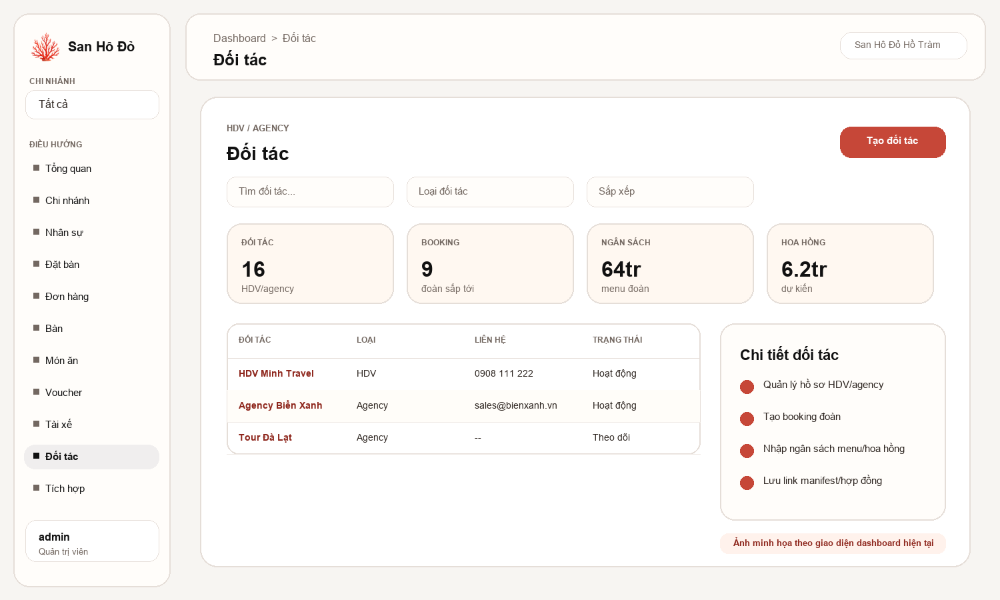 San Hô Đỏ
CHI NHÁNH
Tất cả
ĐIỀU HƯỚNG
Tổng quan
Chi nhánh
Nhân sự
Đặt bàn
Đơn hàng
Bàn
Món ăn
Voucher
Tài xế
Đối tác
Tích hợp
admin
Quản trị viên
Dashboard > Đối tác
Đối tác
San Hô Đỏ Hồ Tràm
HDV / AGENCY
Đối tác
Tạo đối tác
Tìm đối tác...
Loại đối tác
Sắp xếp
ĐỐI TÁC
16
HDV/agency
BOOKING
9
đoàn sắp tới
NGÂN SÁCH
64tr
menu đoàn
HOA HỒNG
6.2tr
dự kiến
ĐỐI TÁC LOẠI LIÊN HỆ TRẠNG THÁI
HDV Minh Travel HDV 0908 111 222 Hoạt động
Agency Biển Xanh Agency sales@bienxanh.vn Hoạt động
Tour Đà Lạt Agency -- Theo dõi
Chi tiết đối tác
Quản lý hồ sơ HDV/agency
Tạo booking đoàn
Nhập ngân sách menu/hoa hồng
Lưu link manifest/hợp đồng
Ảnh minh họa theo giao diện dashboard hiện tại